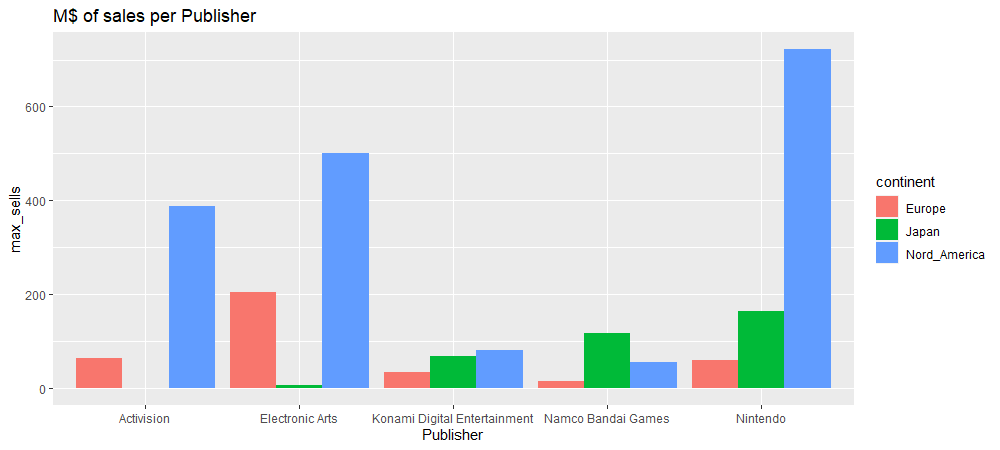 M$ of sales per Publisher
max_sells
600
400
200
0
Activision
Electronic Arts
Konami Digital Entertainment
Namco Bandai Games
Nintendo
Publisher
continent
Europe
Japan
Nord_America